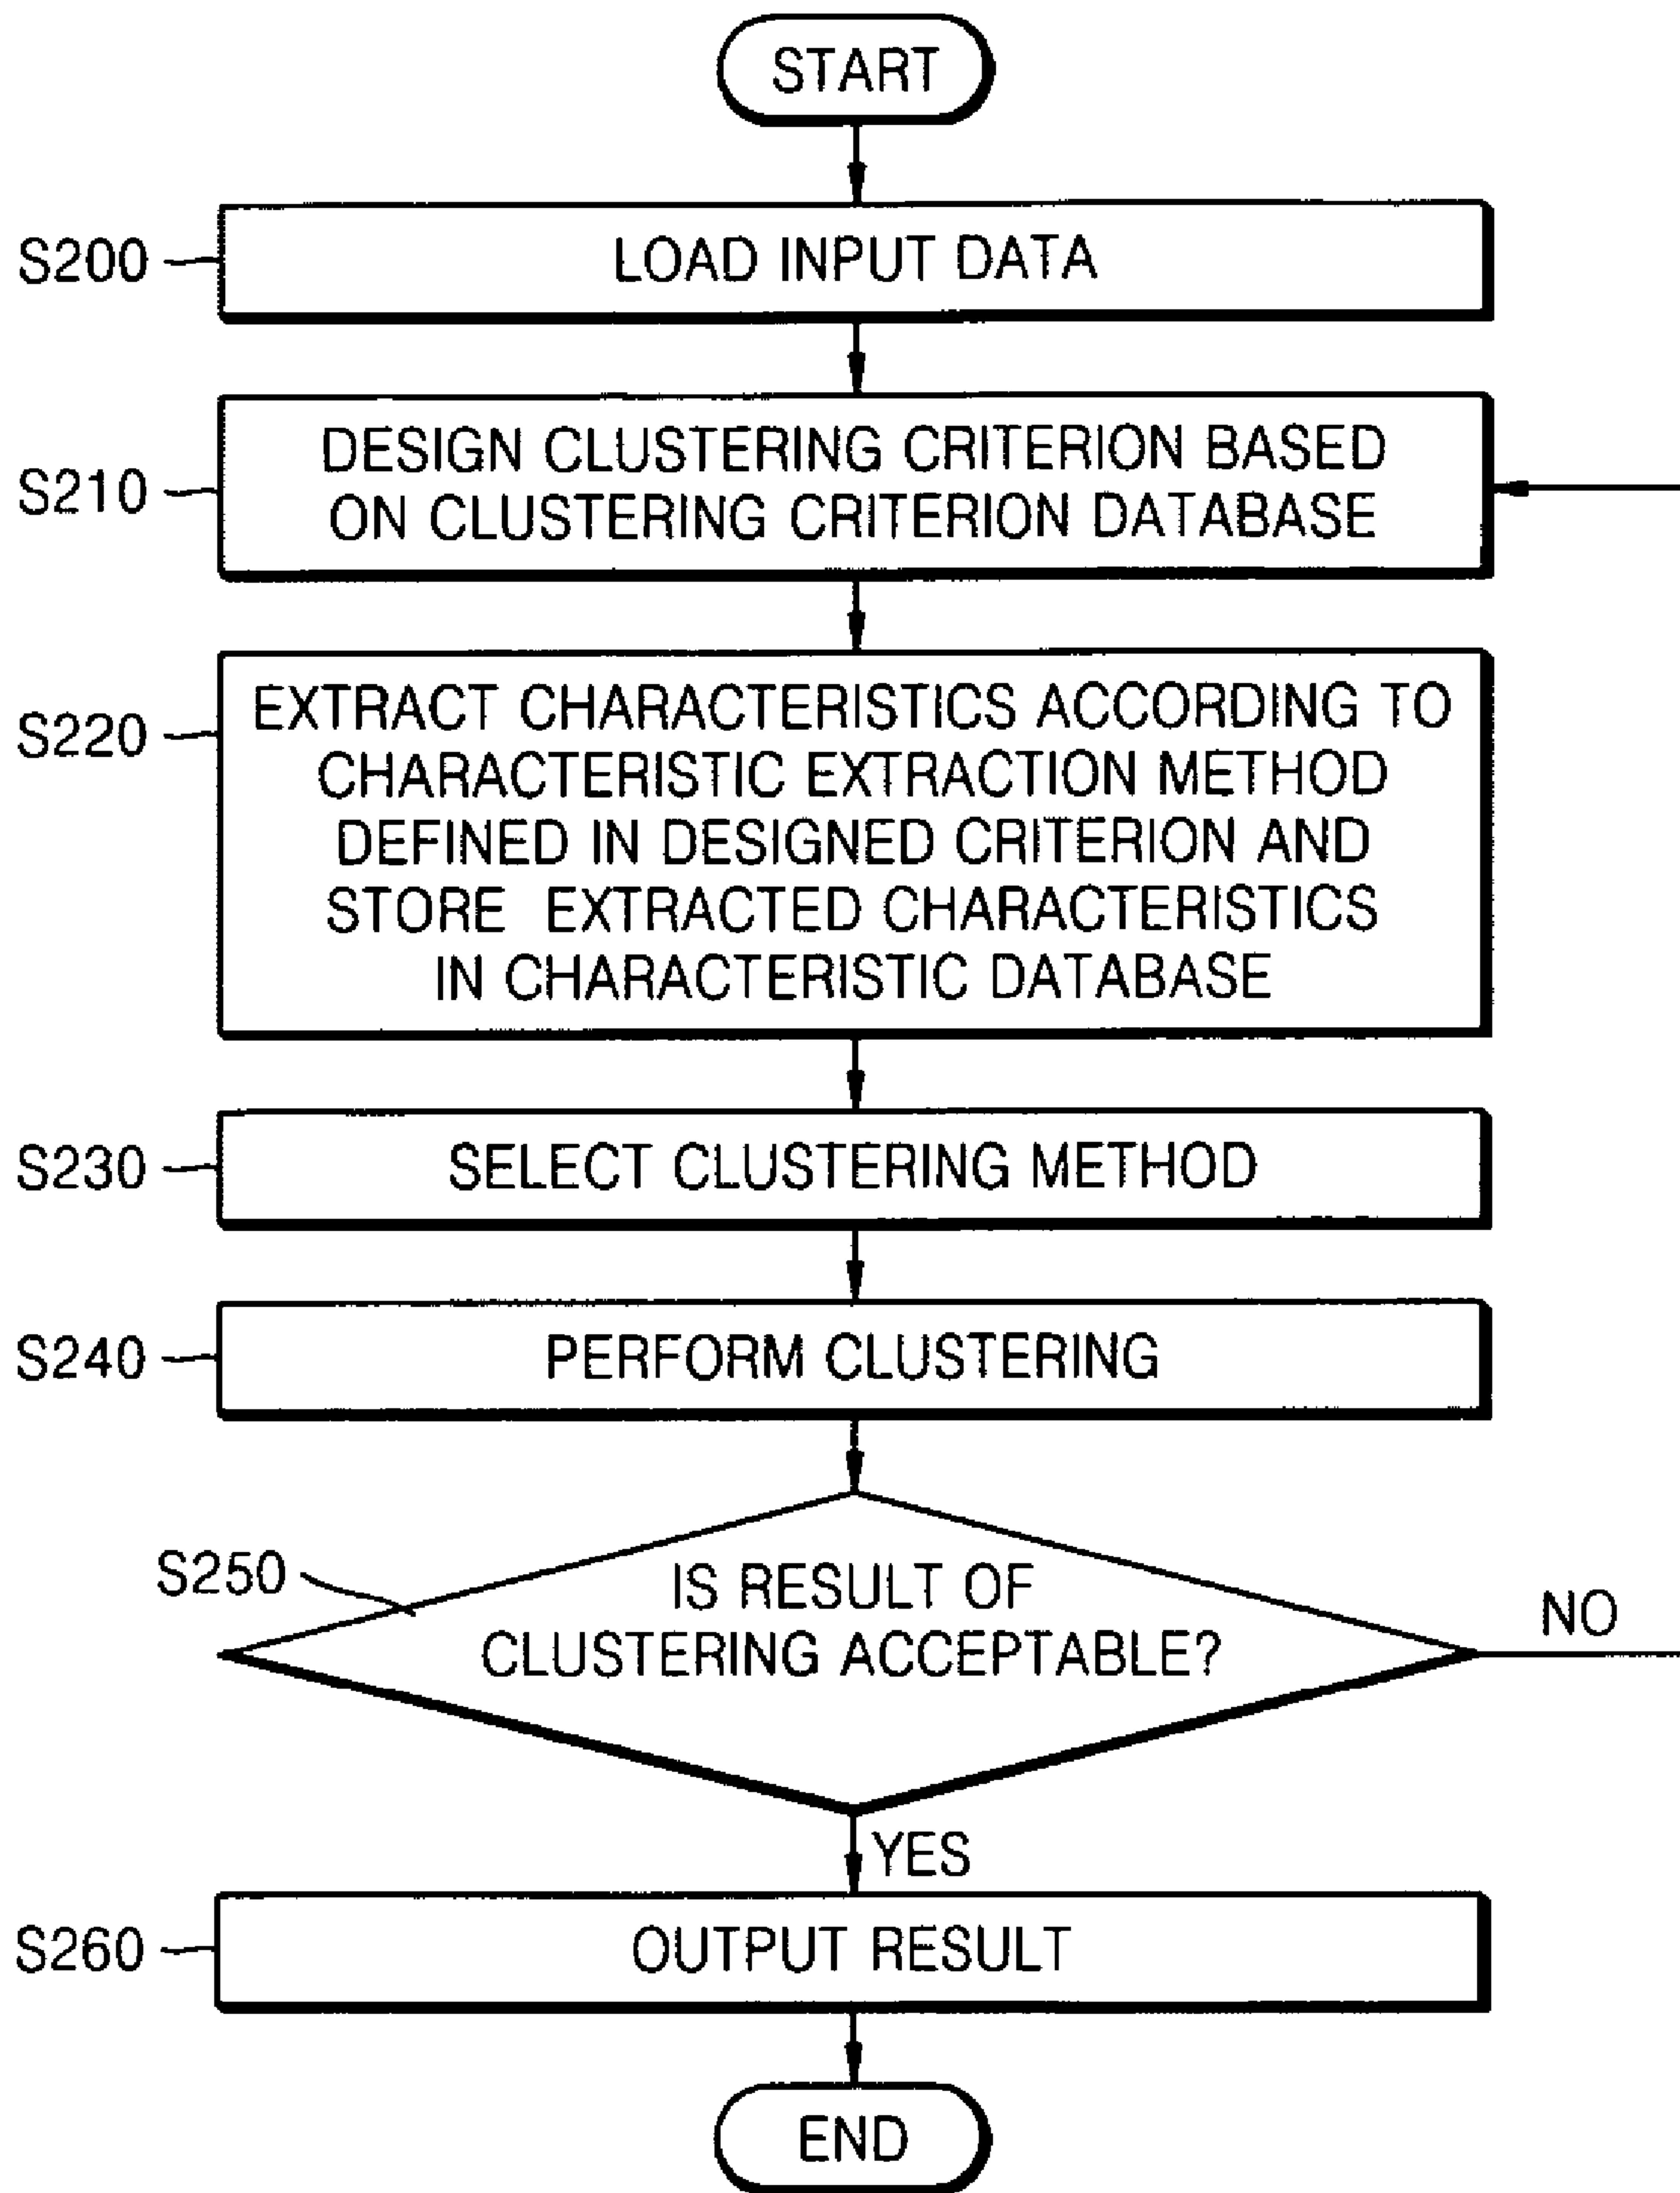 START
S200
LOAD INPUT DATA
S210
DESIGN CLUSTERING CRITERION BASED
ON CLUSTERING CRITERION DATABASE
S220
EXTRACT CHARACTERISTICS ACCORDING TO
CHARACTERISTIC EXTRACTION METHOD
DEFINED IN DESIGNED CRITERION AND
STORE EXTRACTED CHARACTERISTICS
IN CHARACTERISTIC DATABASE
S230
SELECT CLUSTERING METHOD
S240
PERFORM CLUSTERING
S250
IS RESULT OF
CLUSTERING ACCEPTABLE?
NO
YES
S260
OUTPUT RESULT
END